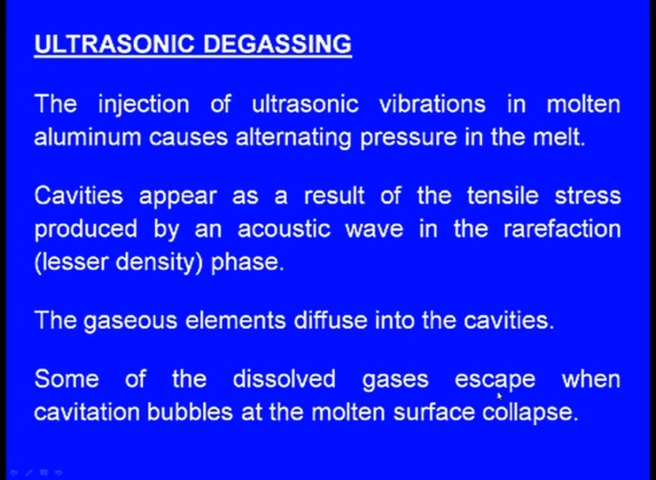 ULTRASONIC DEGASSING
The injection of ultrasonic vibrations in molten
aluminum causes alternating pressure in the melt.
Cavities appear as a result of the tensile stress
produced by an acoustic wave in the rarefaction
(lesser density) phase.
The gaseous elements diffuse into the cavities.
Some of the dissolved gases escape when
cavitation bubbles at the molten surface collapse.